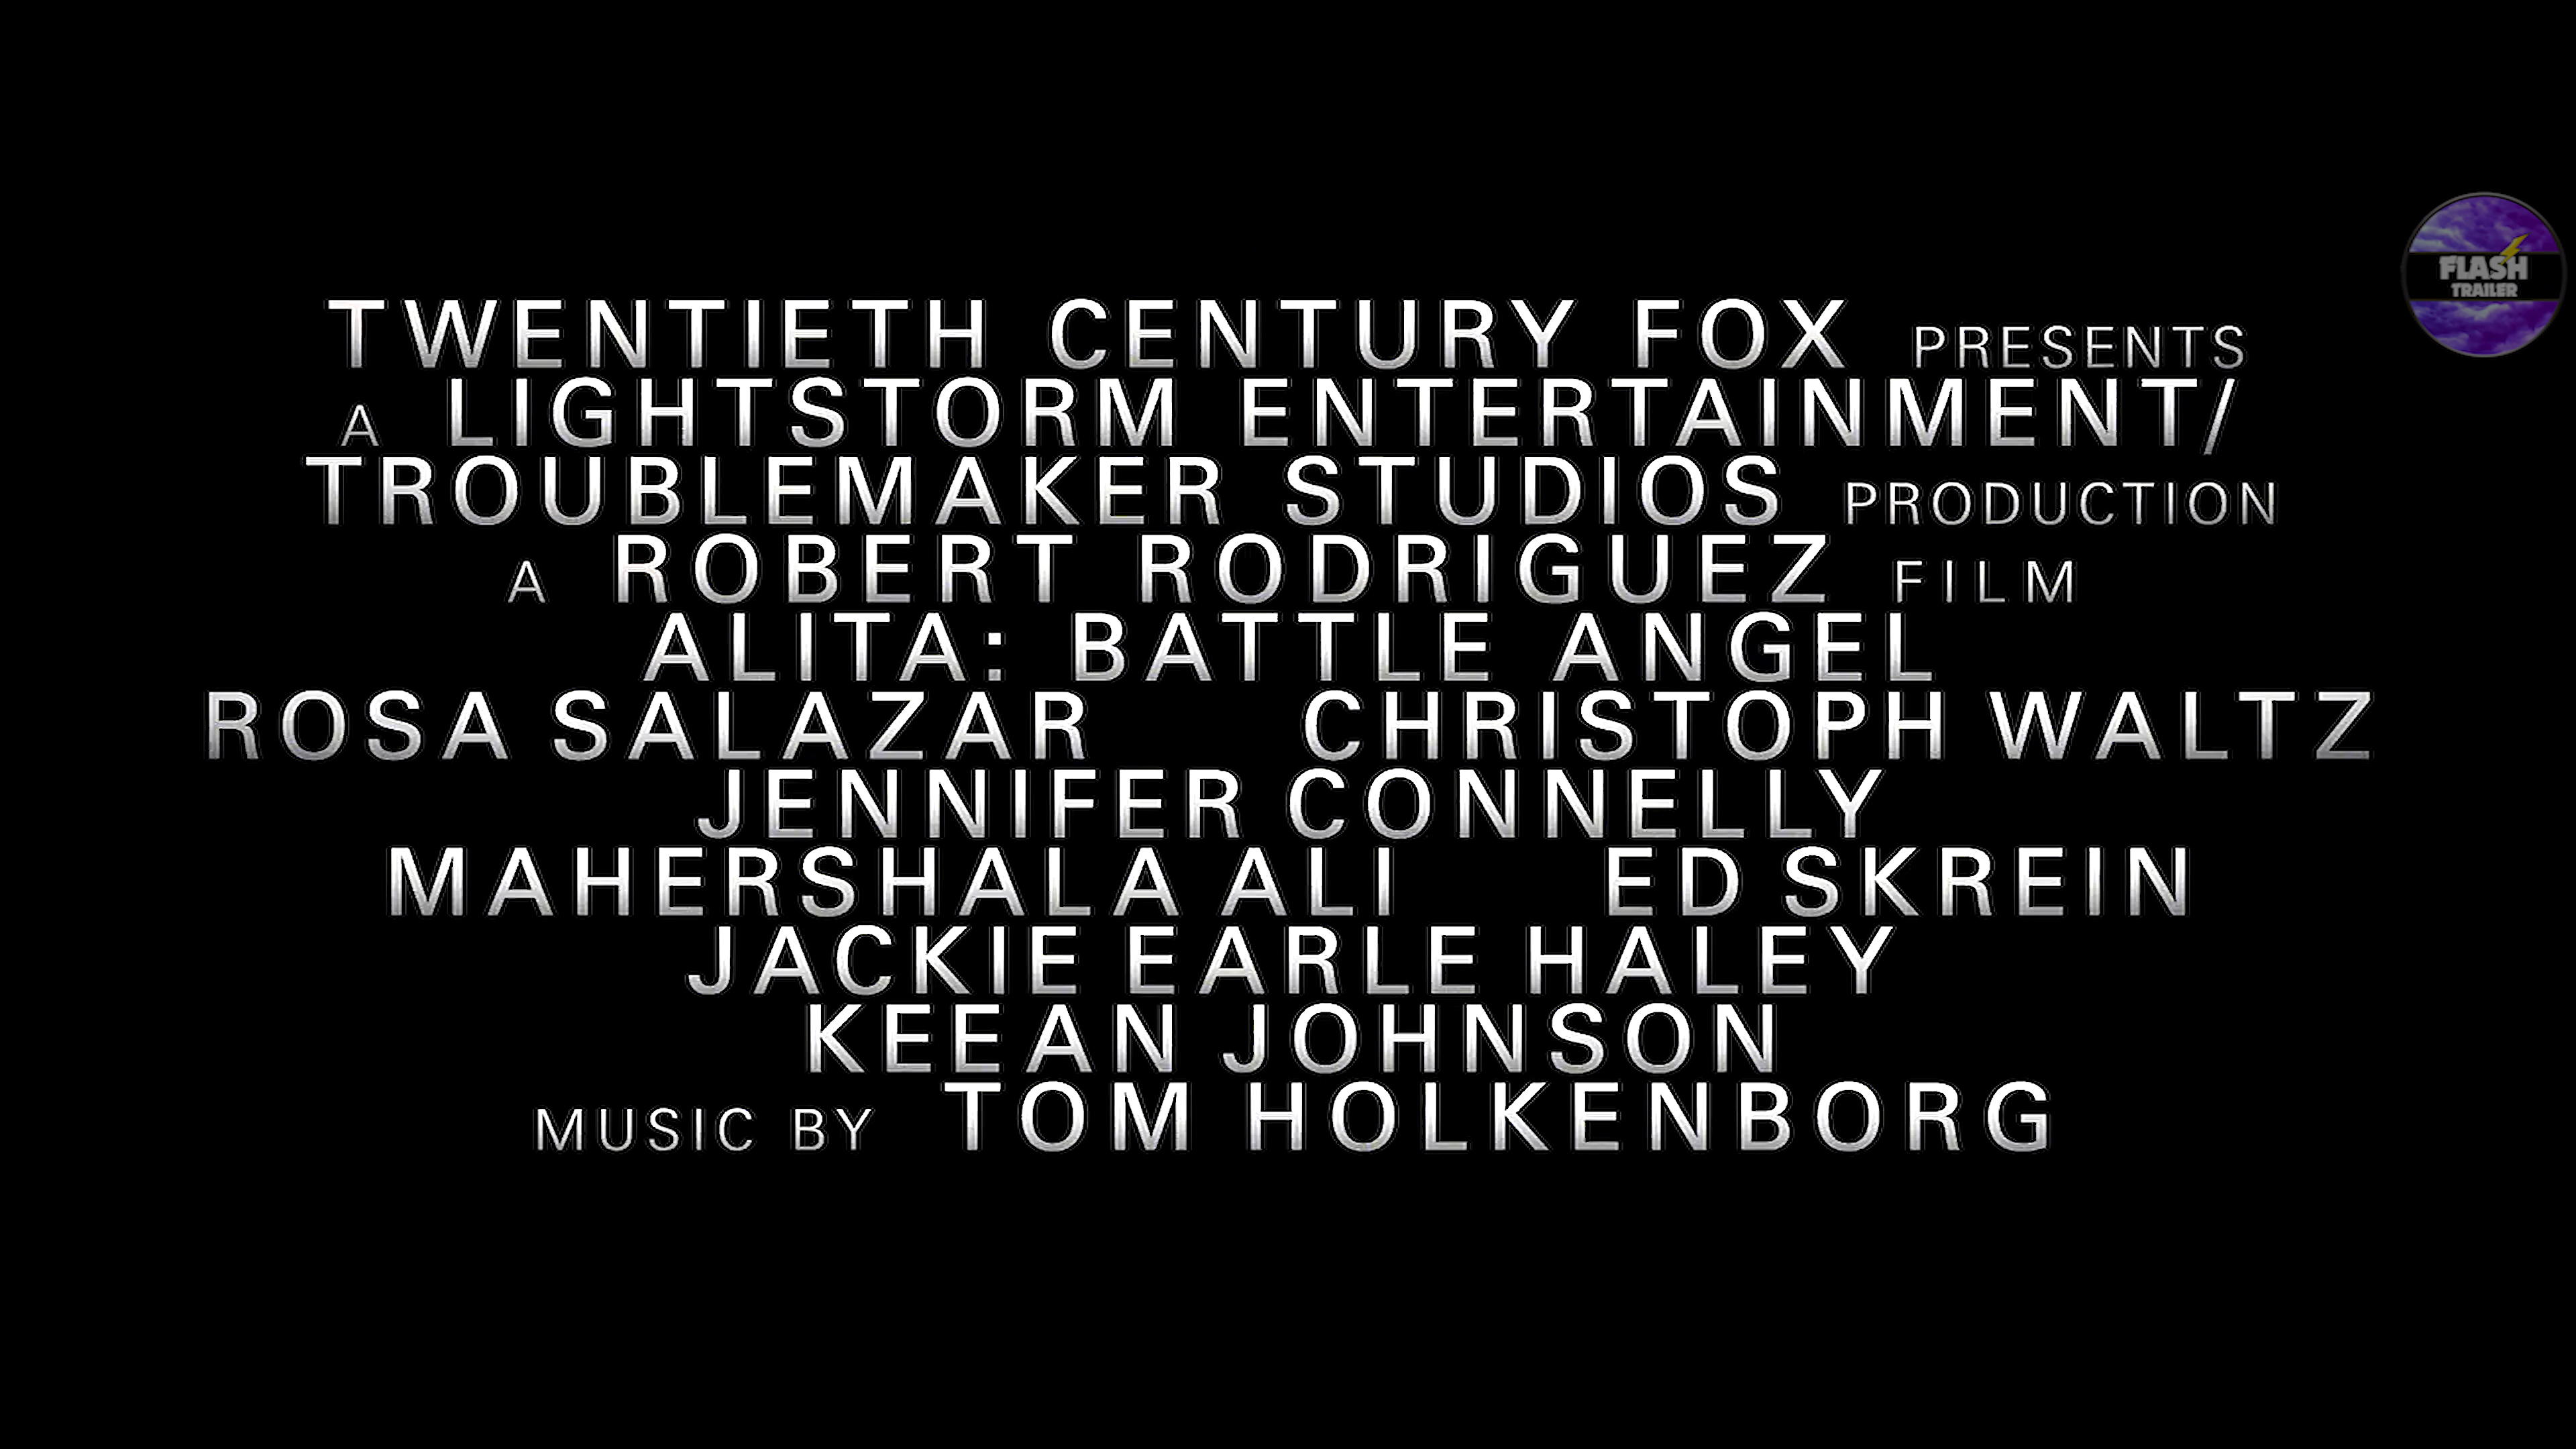 TWENTIETH CENTURY FOX PRESENTS
A LIGHTSTORM ENTERTAINMENT/
TROUBLEMAKER STUDIOS PRODUCTION
A ROBERT RODRIGUEZ FILM
ALITA: BATTLE ANGEL
ROSA SALAZAR CHRISTOPH WALTZ
JENNIFER CONNELLY
MAHERSHALA ALI ED SKREIN
JACKIE EARLE HALEY
KEEAN JOHNSON
MUSIC BY TOM HOLKENBORG
FLASH
TRAILER